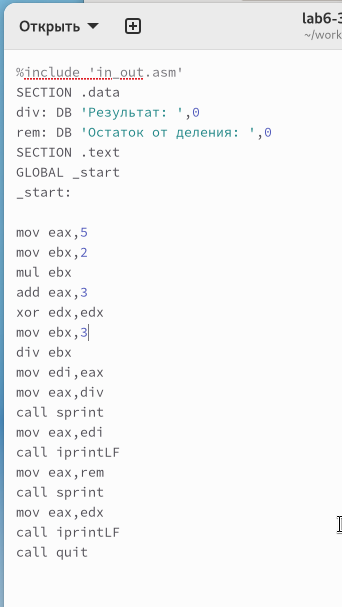 Открыть
lab6-3
~/work
%include 'in_out.asm'
SECTION .data
div: DB 'Результат: ',0
rem: DB 'Остаток от деления: ',0
SECTION .text
GLOBAL _start
_start:
mov eax,5
mov ebx,2
mul ebx
add eax,3
xor edx,edx
mov ebx,3
div ebx
mov edi,eax
mov eax,div
call sprint
mov eax,edi
call iprintLF
mov eax,rem
call sprint
mov eax,edx
call iprintLF
call quit